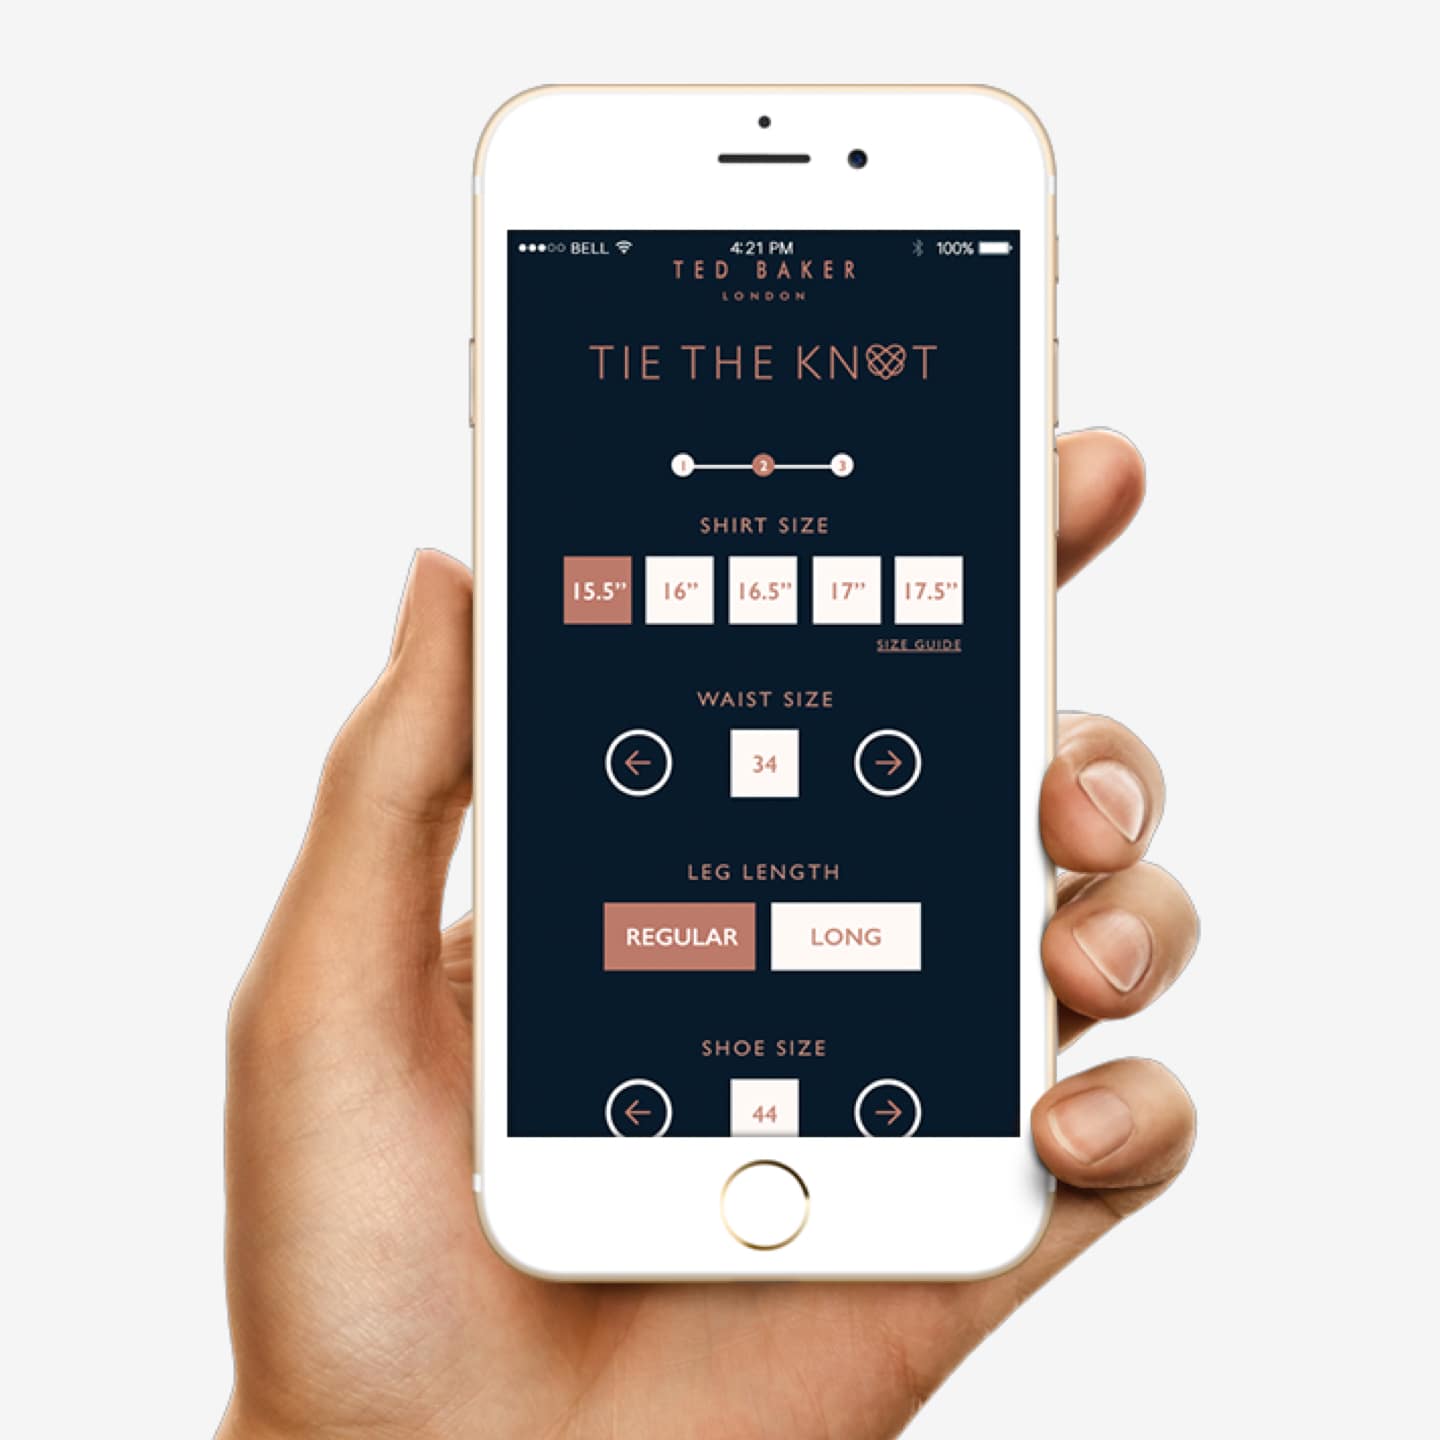 BELL 4:21 PM 100%
TED BAKER
LONDON
TIE THE KNOT
1 2 3
SHIRT SIZE
15.5” 16” 16.5” 17” 17.5”
SIZE GUIDE
WAIST SIZE
← 34 →
LEG LENGTH
REGULAR LONG
SHOE SIZE
← 44 →